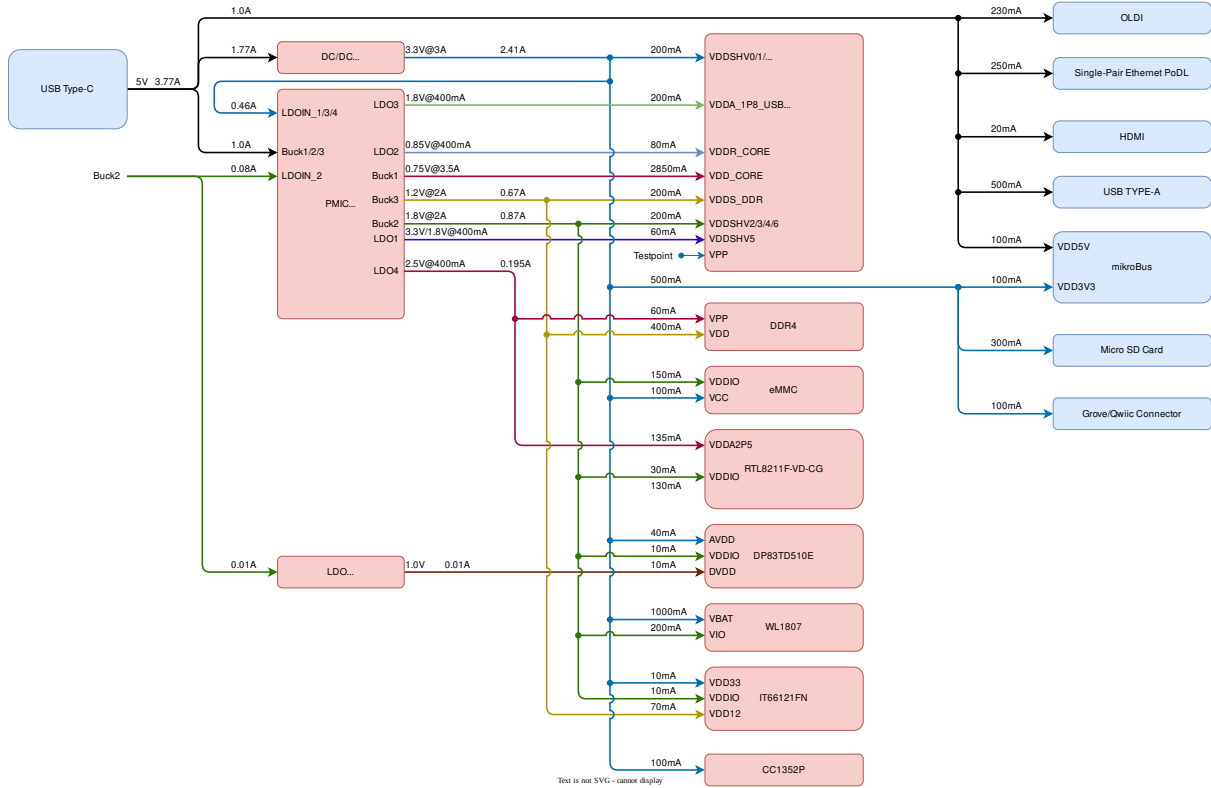 1.0A
230mA
OLDI
1.77A
DC/DC...
3.3V@3A
2.41A
200mA
VDDSHV0/1/...
250mA
Single-Pair Ethernet PoDL
USB Type-C
5V 3.77A
0.46A
LDOIN_1/3/4
LDO3
1.8V@400mA
200mA
VDDA_1P8_USB...
20mA
HDMI
1.0A
Buck1/2/3
LDO2
0.85V@400mA
80mA
VDDR_CORE
Buck2
0.08A
LDOIN_2
Buck1
0.75V@3.5A
2850mA
VDD_CORE
500mA
USB TYPE-A
PMIC...
Buck3
1.2V@2A
0.67A
200mA
VDDS_DDR
Buck2
1.8V@2A
0.87A
200mA
VDDSHV2/3/4/6
LDO1
3.3V/1.8V@400mA
60mA
VDDSHV5
100mA
VDD5V
Testpoint
VPP
mikroBus
LDO4
2.5V@400mA
0.195A
500mA
100mA
VDD3V3
60mA
VPP
DDR4
400mA
VDD
300mA
Micro SD Card
150mA
VDDIO
eMMC
100mA
VCC
100mA
Grove/Qwiic Connector
135mA
VDDA2P5
RTL8211F-VD-CG
30mA
VDDIO
130mA
40mA
AVDD
10mA
VDDIO
DP83TD510E
0.01A
LDO...
1.0V
0.01A
10mA
DVDD
1000mA
VBAT
WL1807
200mA
VIO
10mA
VDD33
10mA
VDDIO
IT66121FN
70mA
VDD12
100mA
CC1352P
Text is not SVG - cannot display